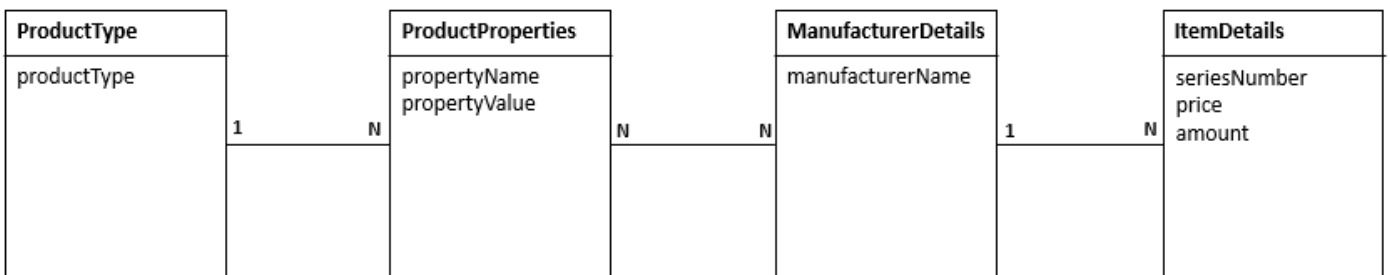 ProductType
productType
1
N
ProductProperties
propertyName
propertyValue
N
N
ManufacturerDetails
manufacturerName
1
N
ItemDetails
seriesNumber
price
amount